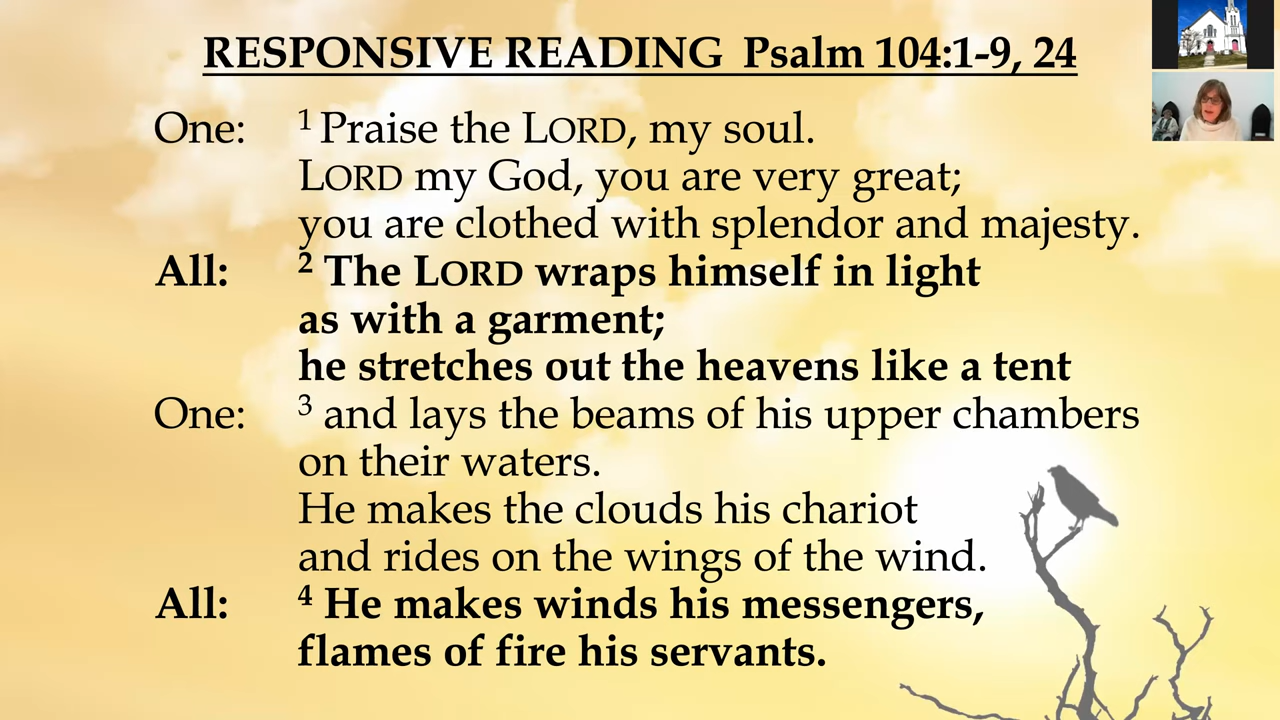 RESPONSIVE READING Psalm 104:1-9, 24
One: ¹ Praise the LORD, my soul.
LORD my God, you are very great;
you are clothed with splendor and majesty.
All: ² The LORD wraps himself in light
as with a garment;
he stretches out the heavens like a tent
One: ³ and lays the beams of his upper chambers
on their waters.
He makes the clouds his chariot
and rides on the wings of the wind.
All: ⁴ He makes winds his messengers,
flames of fire his servants.